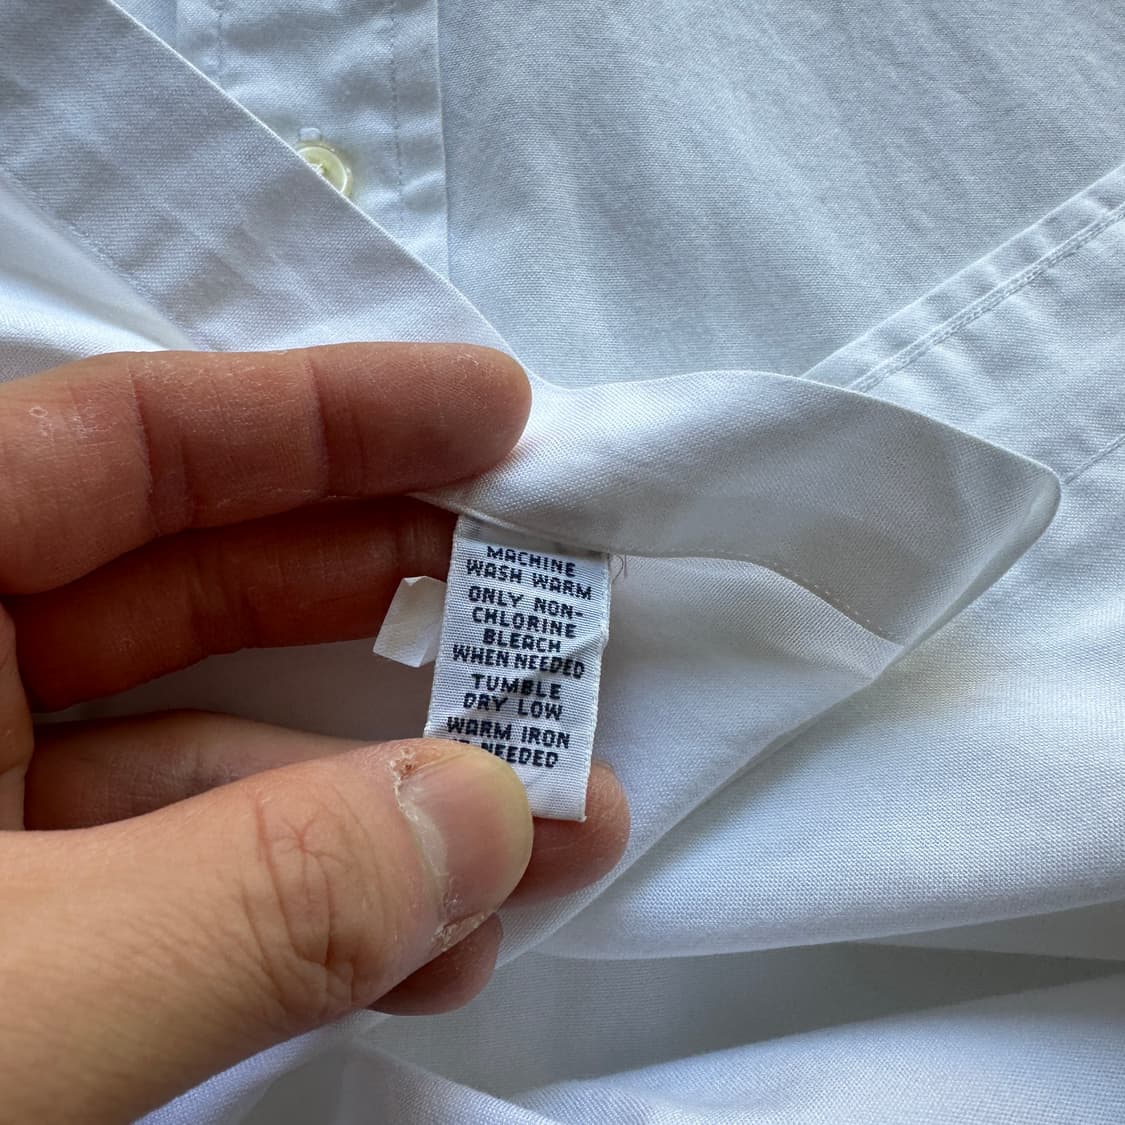 MACHINE
WASH WARM
ONLY NON-
CHLORINE
BLEACH
WHEN NEEDED
TUMBLE
DRY LOW
WARM IRON
NEEDED